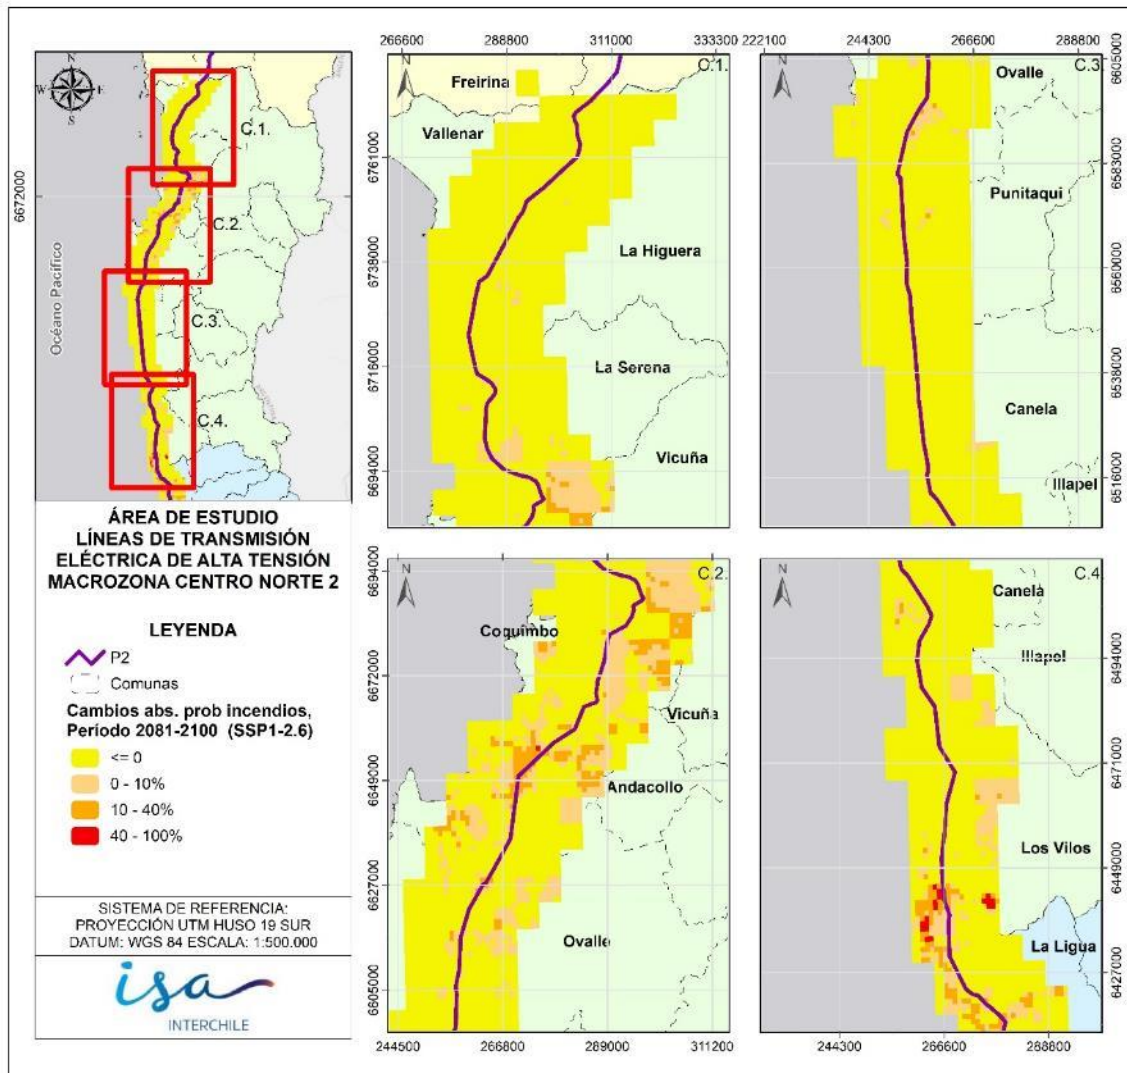 N
W
E
S
C.1.
C.2.
C.3.
C.4.
6672000
Océano Pacífico
ÁREA DE ESTUDIO
LÍNEAS DE TRANSMISIÓN
ELÉCTRICA DE ALTA TENSIÓN
MACROZONA CENTRO NORTE 2
LEYENDA
P2
Comunas
Cambios abs. prob incendios,
Período 2081-2100 (SSP1-2.6)
<= 0
0 - 10%
10 - 40%
40 - 100%
SISTEMA DE REFERENCIA:
PROYECCIÓN UTM HUSO 19 SUR
DATUM: WGS 84 ESCALA: 1:500.000
isa
INTERCHILE
266600 288800 311000 333300
C.1.
N
Freirina
Vallenar
La Higuera
La Serena
Vicuña
6761000
6738000
6716000
6694000
222100 244300 266600 288800
C.3.
N
Ovalle
Punitaqui
Canela
Illapel
6605000
6583000
6560000
6538000
6516000
C.2.
N
Coquimbo
Vicuña
Andacollo
Ovalle
6694000
6672000
6649000
6627000
6605000
244500 266800 289000 311200
C.4.
N
Canela
Illapel
Los Vilos
La Ligua
6494000
6471000
6449000
6427000
244300 266600 288800